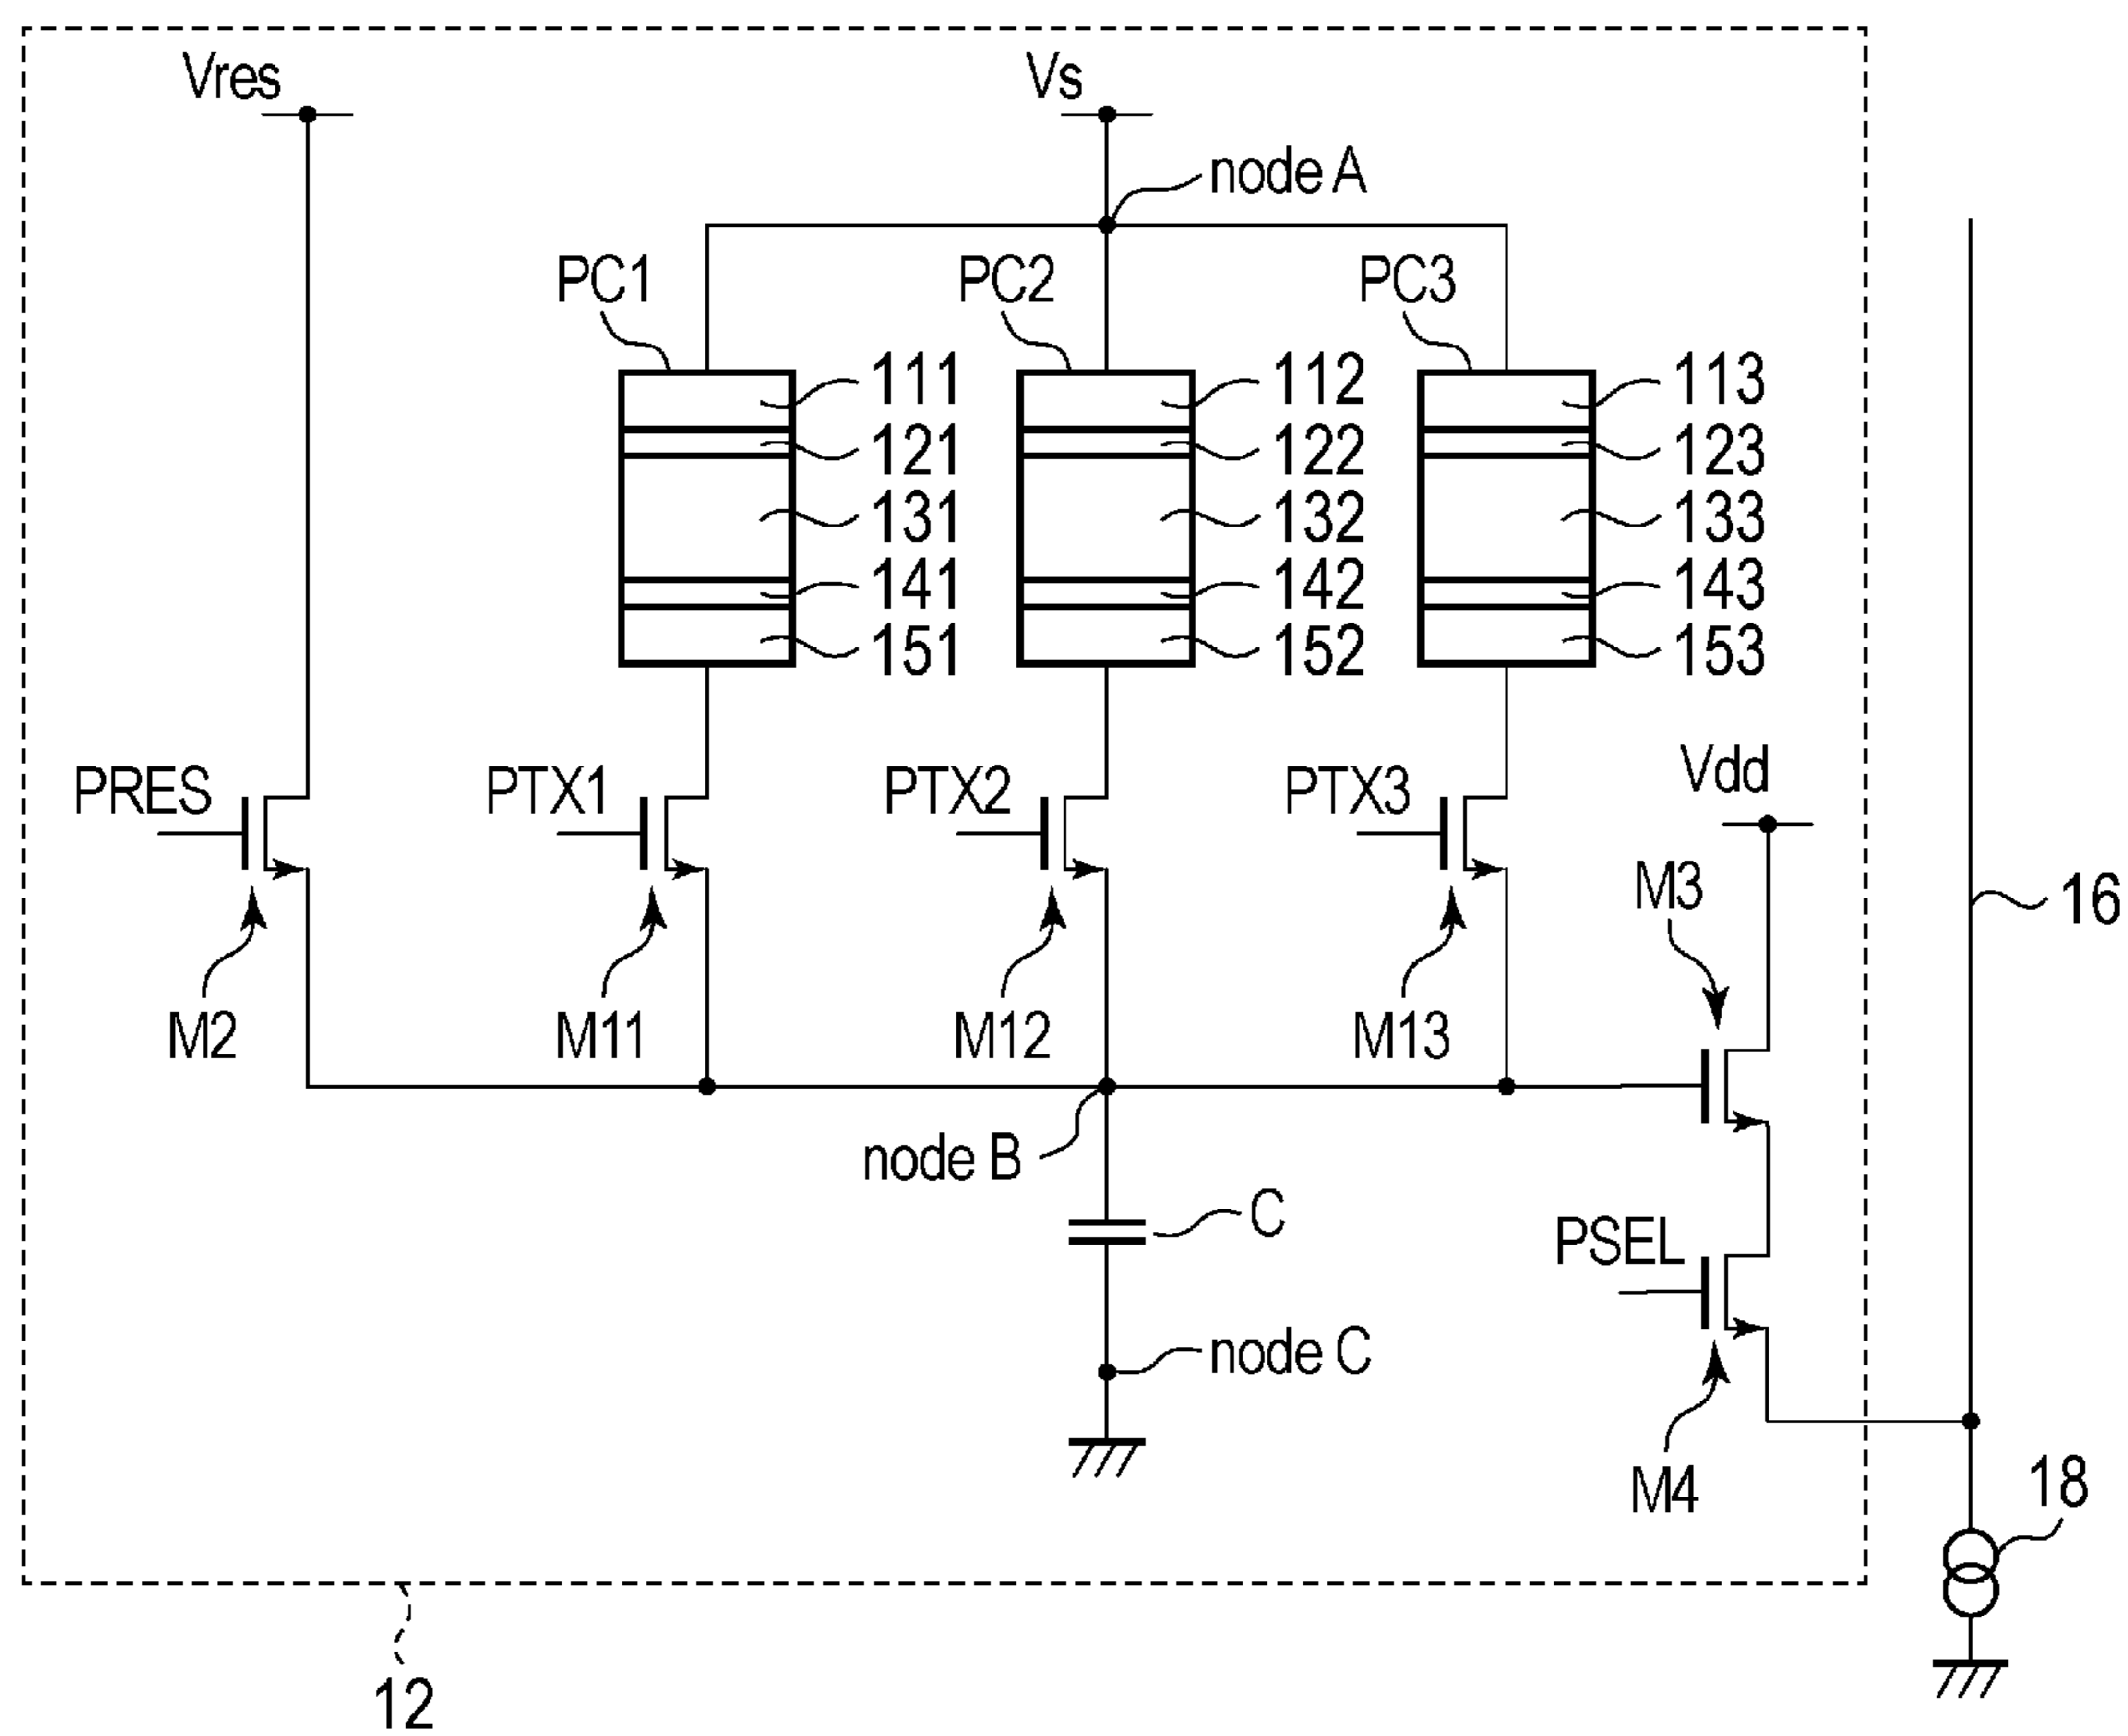 Vres
Vs
node A
PC1
PC2
PC3
111
121
131
141
151
112
122
132
142
152
113
123
133
143
153
PRES
PTX1
PTX2
PTX3
Vdd
M2
M11
M12
M13
M3
16
node B
C
PSEL
node C
M4
18
12